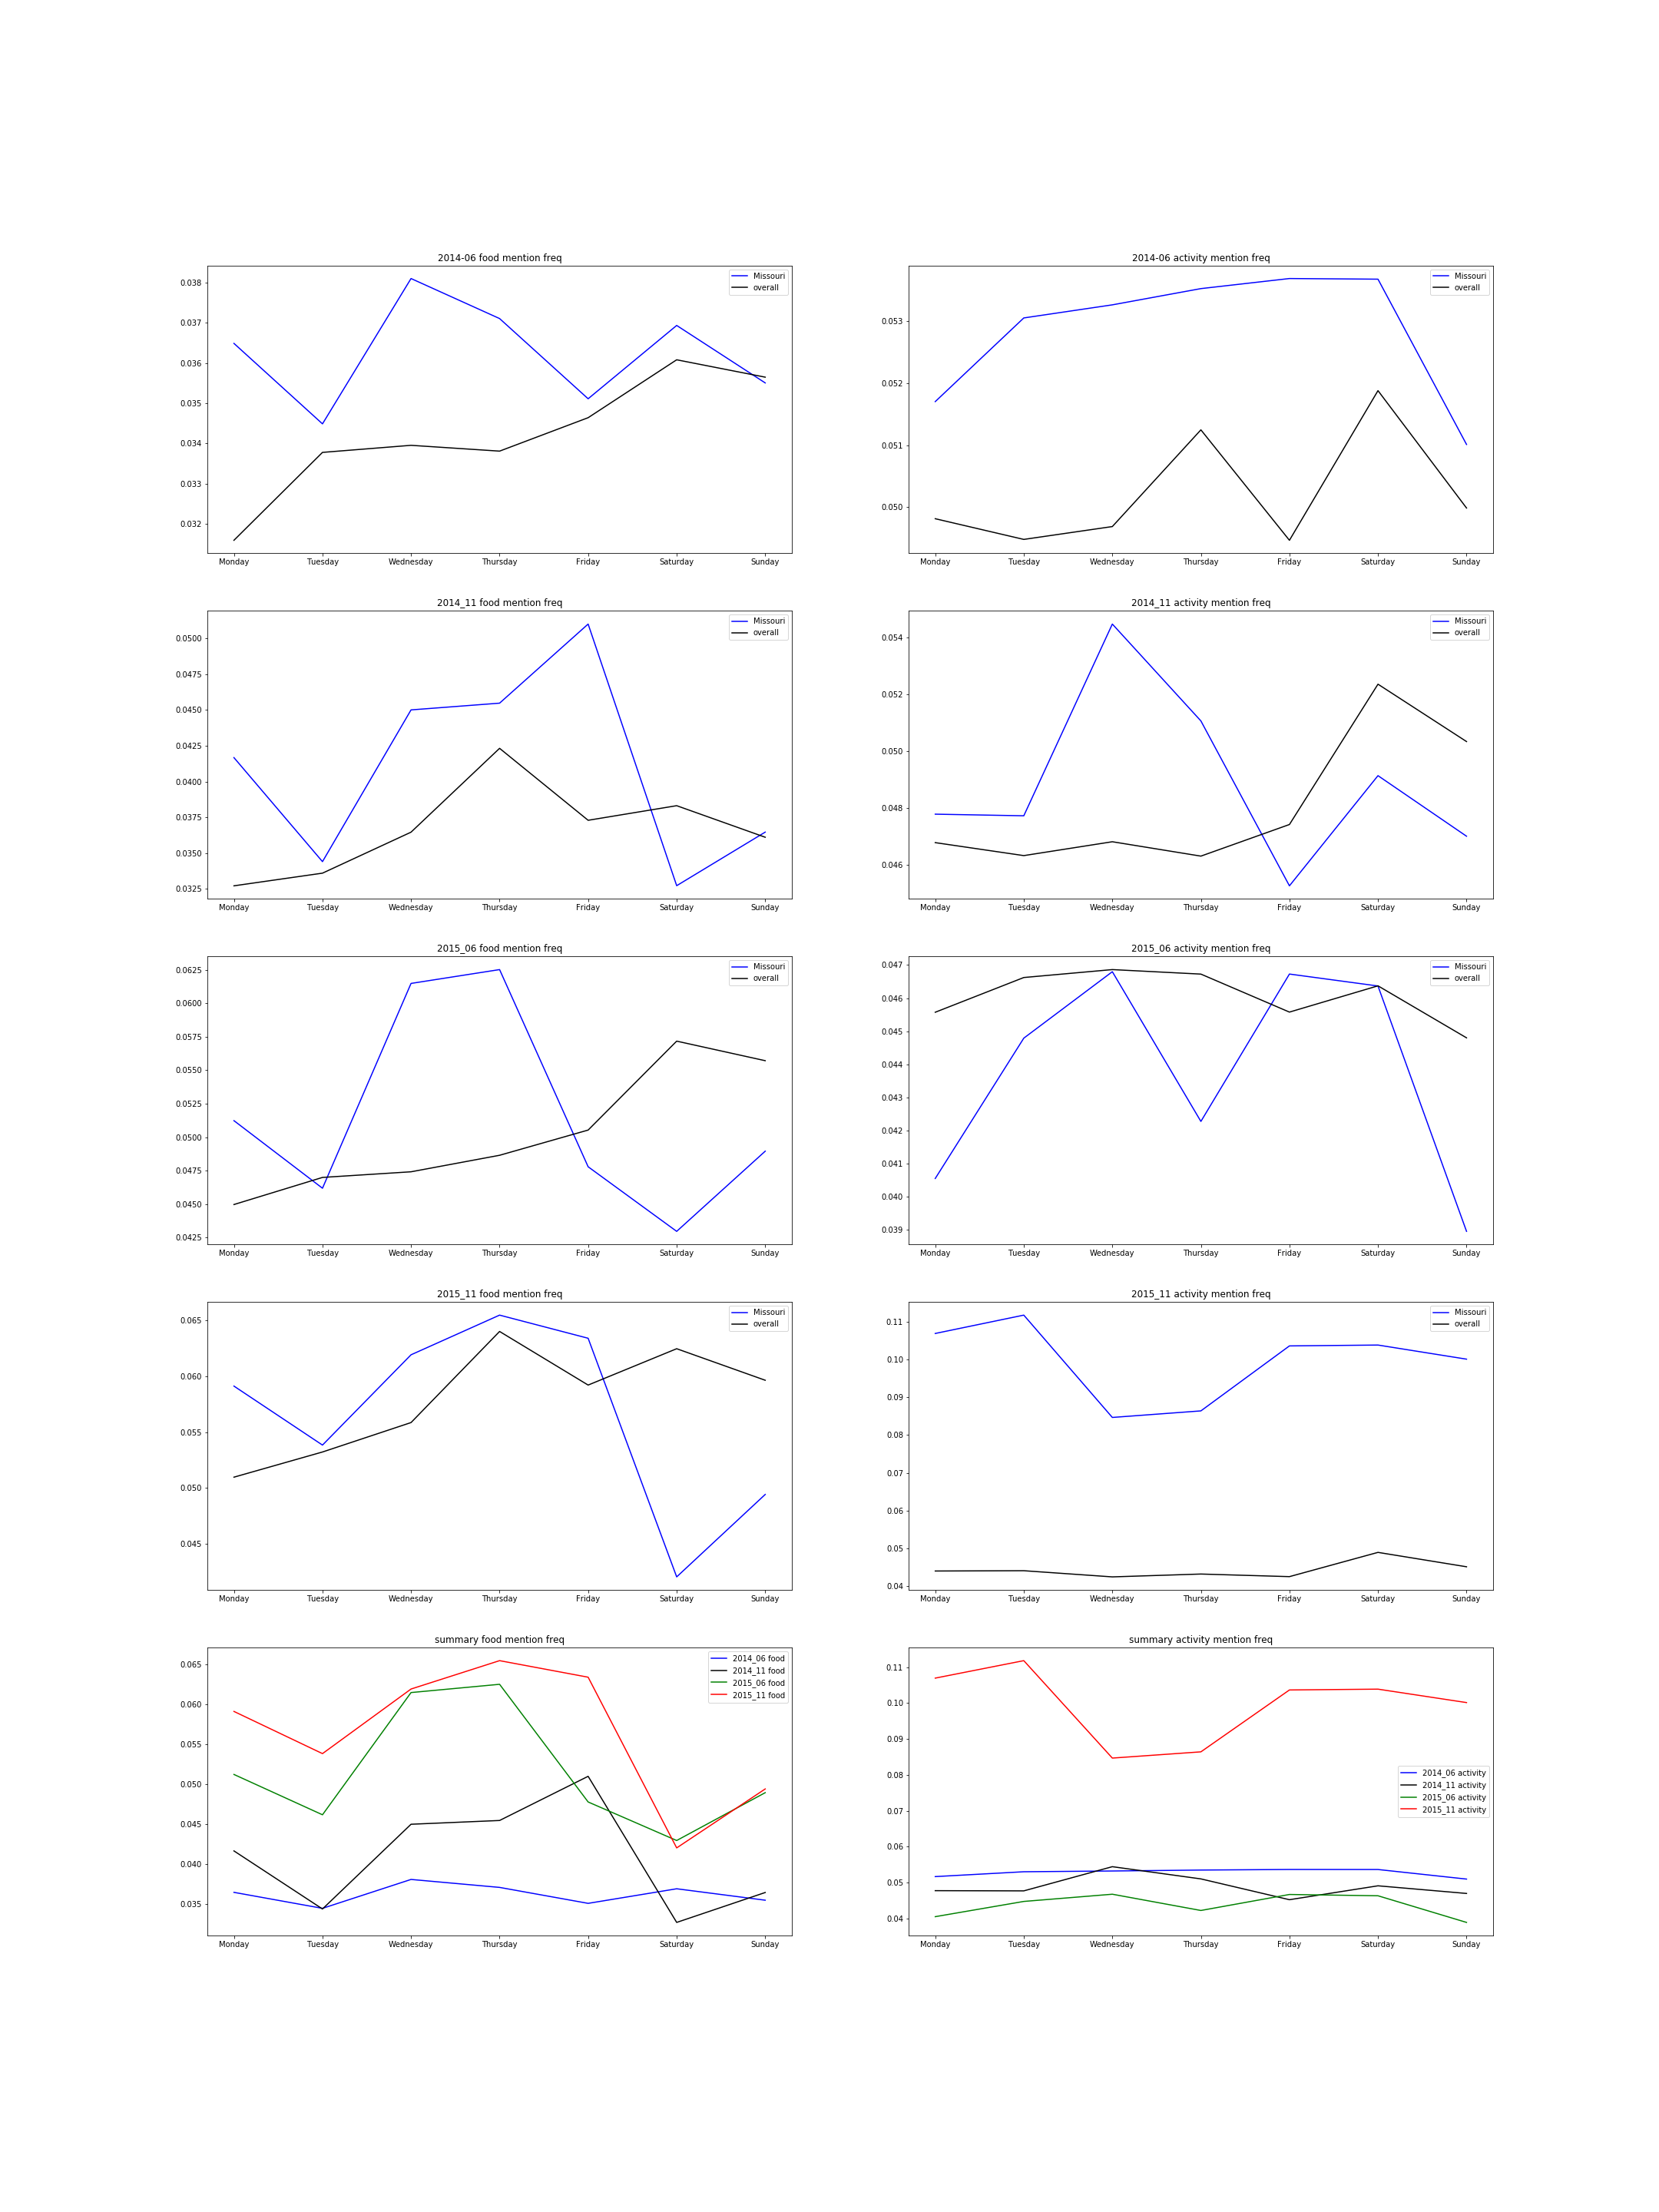 2014-06 food mention freq
Missouri
overall
0.038
0.037
0.036
0.035
0.034
0.033
0.032
Monday Tuesday Wednesday Thursday Friday Saturday Sunday
2014-06 activity mention freq
Missouri
overall
0.053
0.052
0.051
0.050
Monday Tuesday Wednesday Thursday Friday Saturday Sunday
2014_11 food mention freq
Missouri
overall
0.0500
0.0475
0.0450
0.0425
0.0400
0.0375
0.0350
0.0325
Monday Tuesday Wednesday Thursday Friday Saturday Sunday
2014_11 activity mention freq
Missouri
overall
0.054
0.052
0.050
0.048
0.046
Monday Tuesday Wednesday Thursday Friday Saturday Sunday
2015_06 food mention freq
Missouri
overall
0.0625
0.0600
0.0575
0.0550
0.0525
0.0500
0.0475
0.0450
0.0425
Monday Tuesday Wednesday Thursday Friday Saturday Sunday
2015_06 activity mention freq
Missouri
overall
0.047
0.046
0.045
0.044
0.043
0.042
0.041
0.040
0.039
Monday Tuesday Wednesday Thursday Friday Saturday Sunday
2015_11 food mention freq
Missouri
overall
0.065
0.060
0.055
0.050
0.045
Monday Tuesday Wednesday Thursday Friday Saturday Sunday
2015_11 activity mention freq
Missouri
overall
0.11
0.10
0.09
0.08
0.07
0.06
0.05
0.04
Monday Tuesday Wednesday Thursday Friday Saturday Sunday
summary food mention freq
2014_06 food
2014_11 food
2015_06 food
2015_11 food
0.065
0.060
0.055
0.050
0.045
0.040
0.035
Monday Tuesday Wednesday Thursday Friday Saturday Sunday
summary activity mention freq
0.11
0.10
0.09
0.08
0.07
0.06
0.05
0.04
2014_06 activity
2014_11 activity
2015_06 activity
2015_11 activity
Monday Tuesday Wednesday Thursday Friday Saturday Sunday